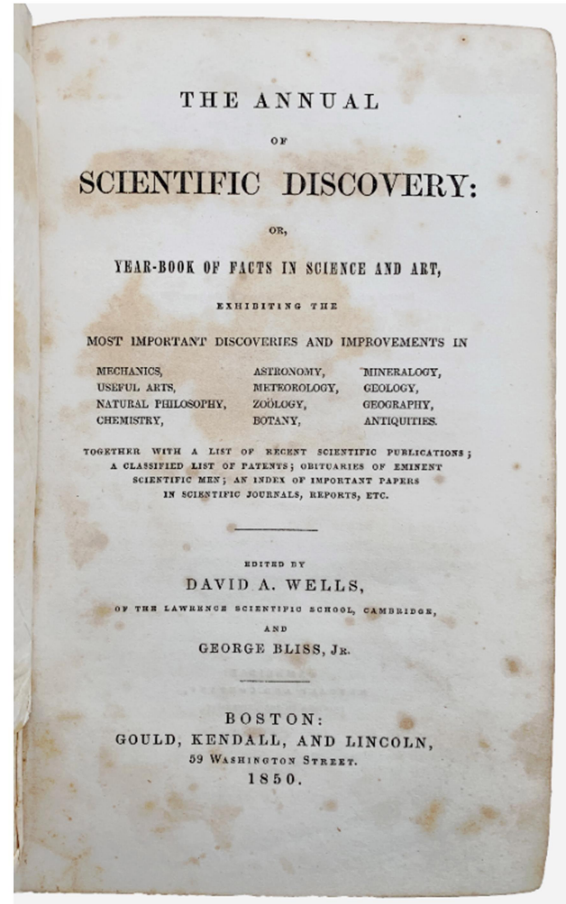 THE ANNUAL
OF
SCIENTIFIC DISCOVERY:
OR,
YEAR-BOOK OF FACTS IN SCIENCE AND ART,
EXHIBITING THE
MOST IMPORTANT DISCOVERIES AND IMPROVEMENTS IN
MECHANICS, ASTRONOMY, MINERALOGY,
USEFUL ARTS, METEOROLOGY, GEOLOGY,
NATURAL PHILOSOPHY, ZOÖLOGY, GEOGRAPHY,
CHEMISTRY, BOTANY, ANTIQUITIES.
TOGETHER WITH A LIST OF RECENT SCIENTIFIC PUBLICATIONS;
A CLASSIFIED LIST OF PATENTS; OBITUARIES OF EMINENT
SCIENTIFIC MEN; AN INDEX OF IMPORTANT PAPERS
IN SCIENTIFIC JOURNALS, REPORTS, ETC.
EDITED BY
DAVID A. WELLS,
OF THE LAWRENCE SCIENTIFIC SCHOOL, CAMBRIDGE,
AND
GEORGE BLISS, JR.
BOSTON:
GOULD, KENDALL, AND LINCOLN,
59 WASHINGTON STREET.
1850.